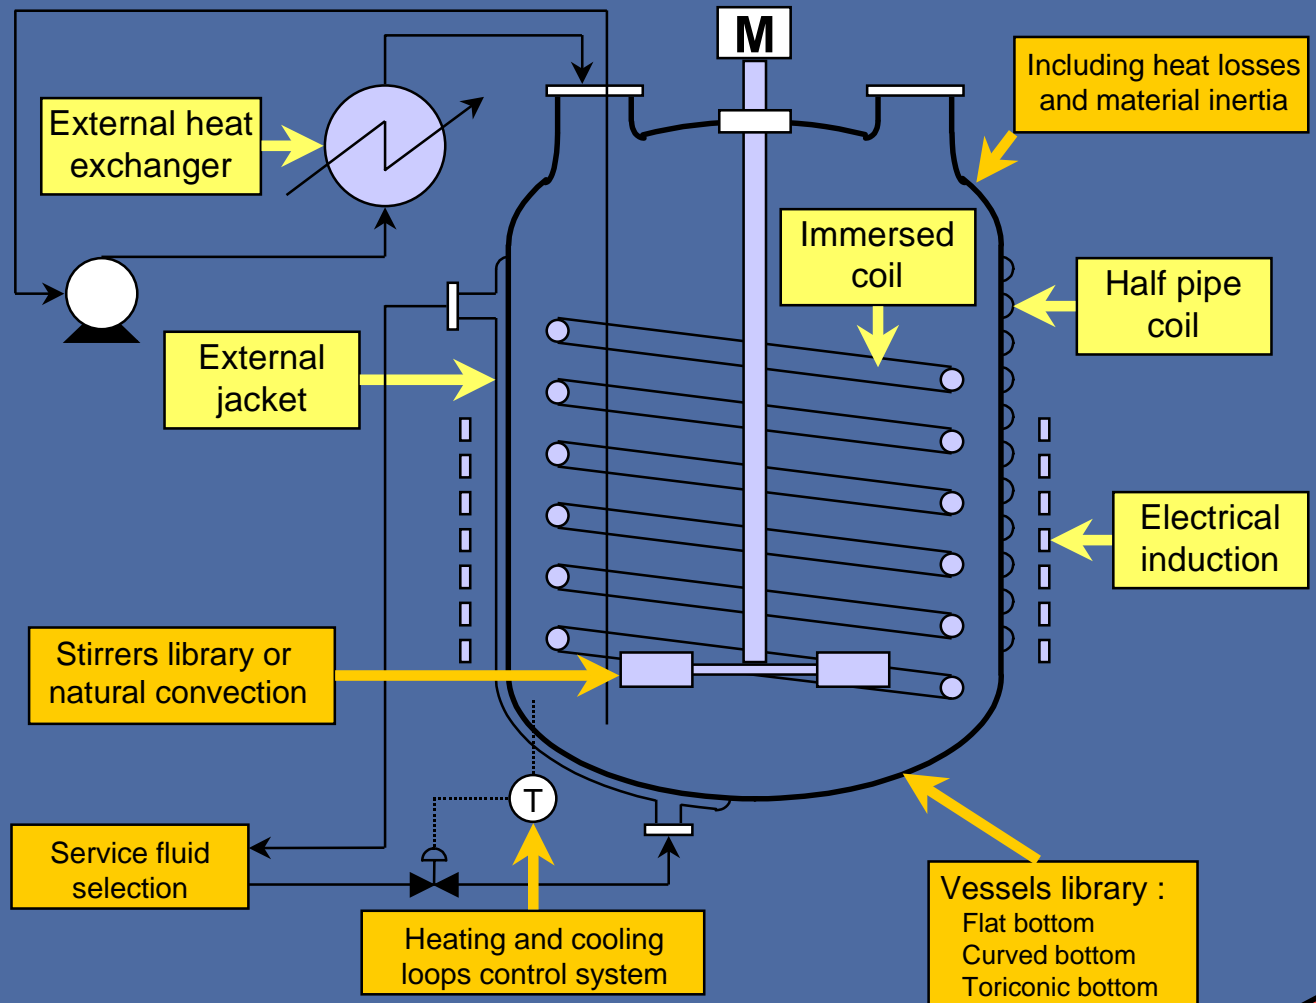 M
Including heat losses
and material inertia
External heat
exchanger
Immersed
coil
Half pipe
coil
External
jacket
Electrical
induction
Stirrers library or
natural convection
T
Service fluid
selection
Heating and cooling
loops control system
Vessels library :
Flat bottom
Curved bottom
Toriconic bottom